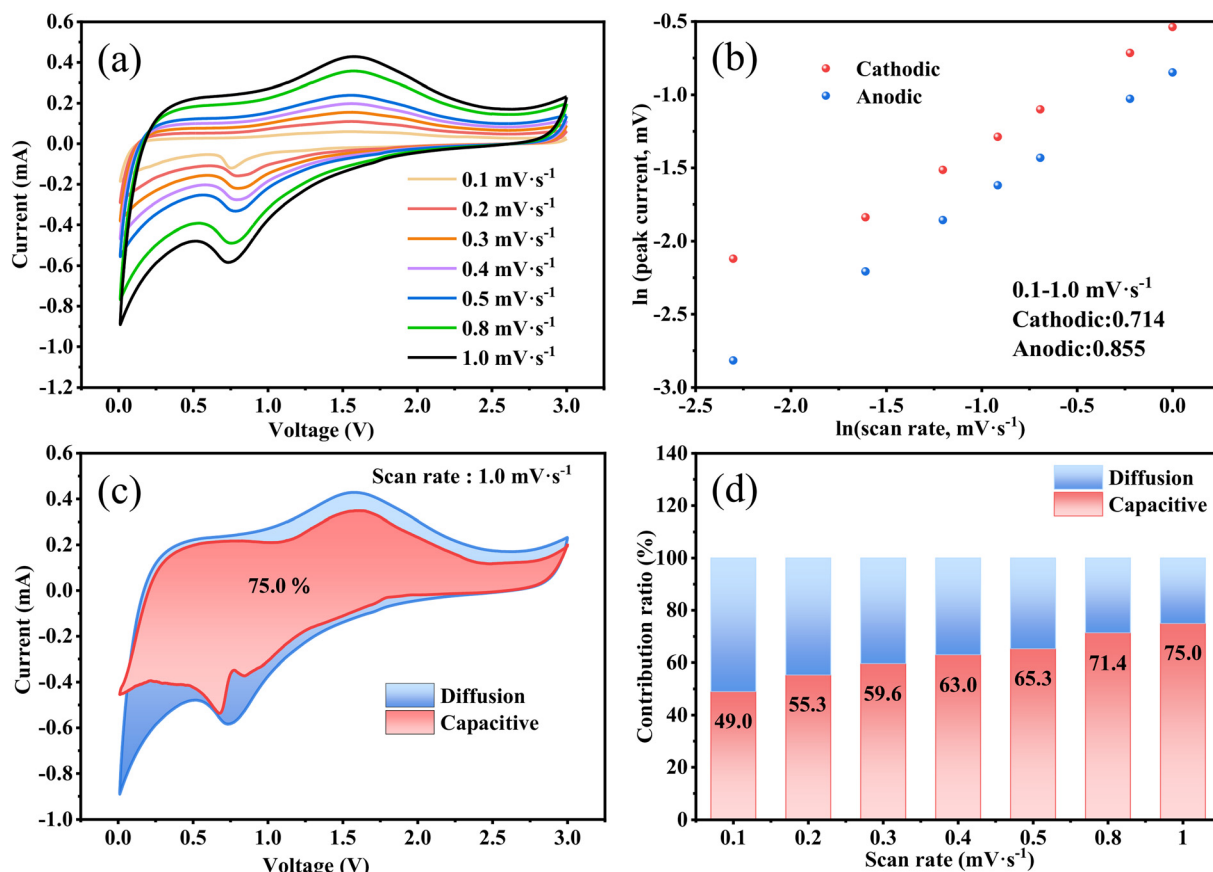 (a)
0.6
0.4
0.2
0.0
-0.2
-0.4
-0.6
-0.8
-1.0
-1.2
Current (mA)
0.1 mV·s-1
0.2 mV·s-1
0.3 mV·s-1
0.4 mV·s-1
0.5 mV·s-1
0.8 mV·s-1
1.0 mV·s-1
0.0 0.5 1.0 1.5 2.0 2.5 3.0
Voltage (V)
(b)
-0.5
-1.0
-1.5
-2.0
-2.5
-3.0
ln (peak current, mV)
Cathodic
Anodic
0.1-1.0 mV·s-1
Cathodic:0.714
Anodic:0.855
-2.5 -2.0 -1.5 -1.0 -0.5 0.0
ln(scan rate, mV·s-1)
(c)
Scan rate : 1.0 mV·s-1
0.6
0.4
0.2
0.0
-0.2
-0.4
-0.6
-0.8
-1.0
Current (mA)
75.0 %
Diffusion
Capacitive
0.0 0.5 1.0 1.5 2.0 2.5 3.0
Voltage (V)
(d)
Diffusion
Capacitive
140
120
100
80
60
40
20
0
Contribution ratio (%)
49.0 55.3 59.6 63.0 65.3 71.4 75.0
0.1 0.2 0.3 0.4 0.5 0.8 1
Scan rate (mV·s-1)